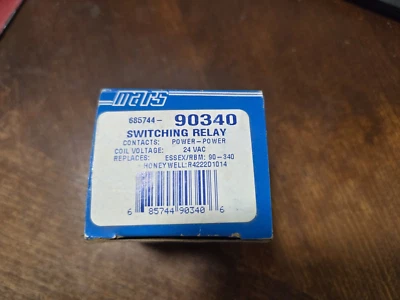 mars
685744- 90340
SWITCHING RELAY
CONTACTS: POWER-POWER
COIL VOLTAGE: 24 VAC
REPLACES: ESSEX/RBM: 90-340
HONEYWELL:R4222D1014
6 85744 90340 6